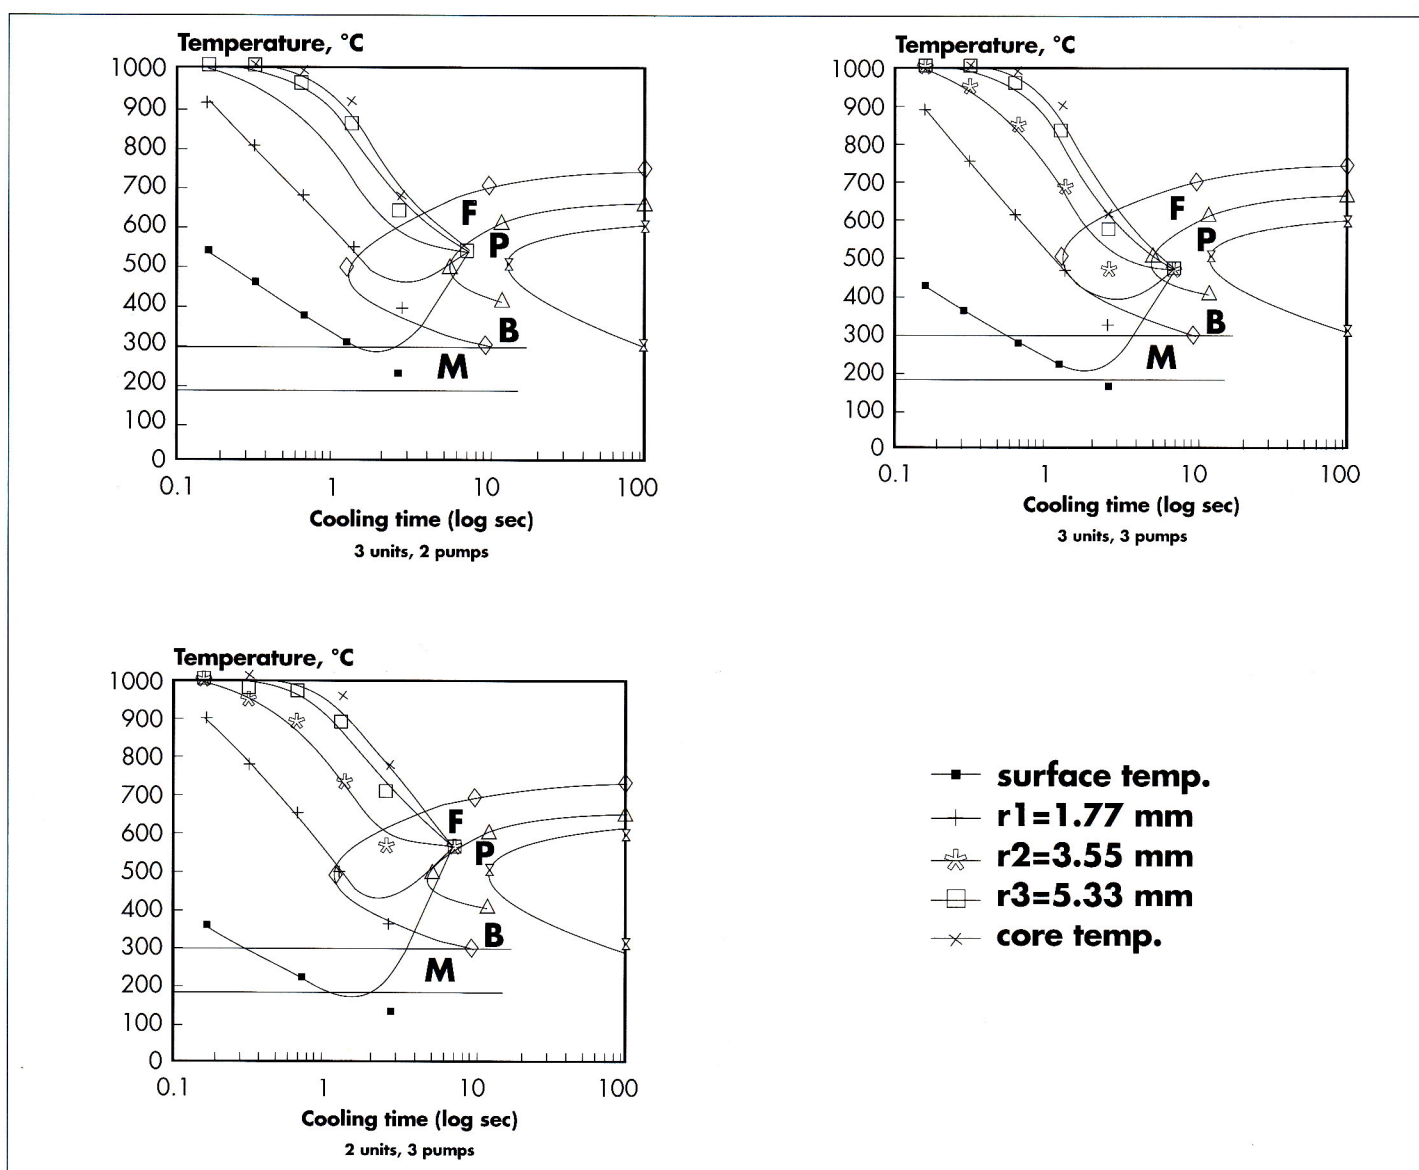 Temperature, °C
1000
900
800
700
600
500
400
300
200
100
0
F
P
B
M
0.1
1
10
100
Cooling time (log sec)
3 units, 2 pumps
Temperature, °C
1000
900
800
700
600
500
400
300
200
100
0
F
P
B
M
0.1
1
10
100
Cooling time (log sec)
3 units, 3 pumps
Temperature, °C
1000
900
800
700
600
500
400
300
200
100
0
F
P
B
M
0.1
1
10
100
Cooling time (log sec)
2 units, 3 pumps
surface temp.
r1=1.77 mm
r2=3.55 mm
r3=5.33 mm
core temp.